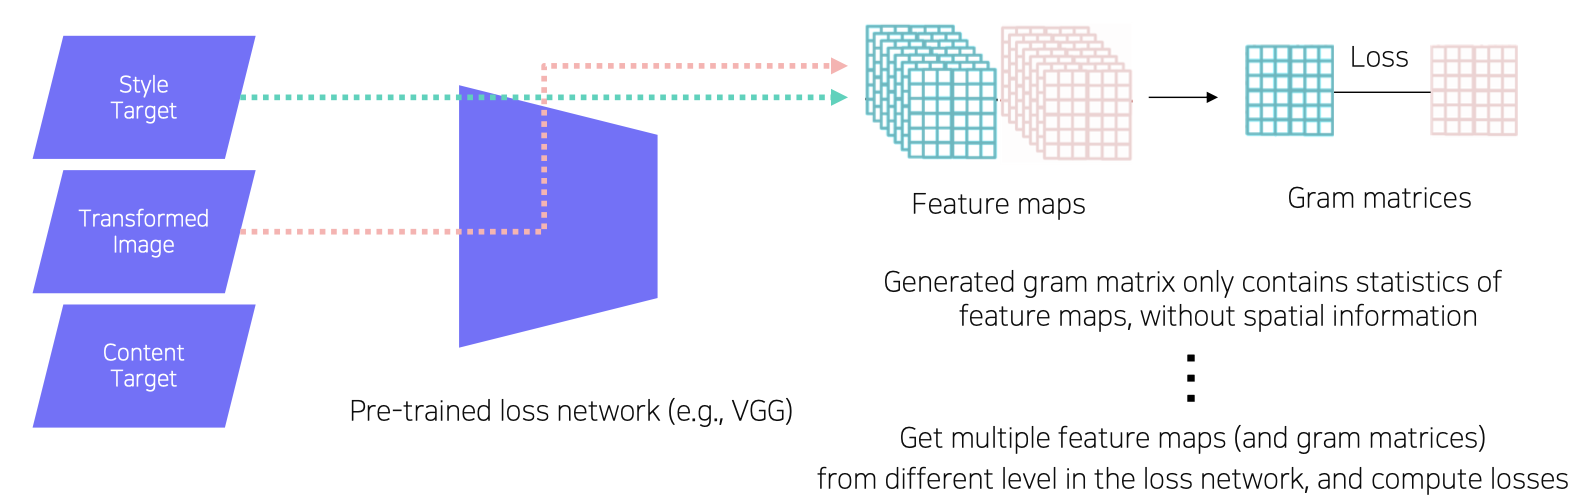 Style
Target
Transformed
Image
Content
Target
Pre-trained loss network (e.g., VGG)
Feature maps
Loss
Gram matrices
Generated gram matrix only contains statistics of
feature maps, without spatial information
Get multiple feature maps (and gram matrices)
from different level in the loss network, and compute losses